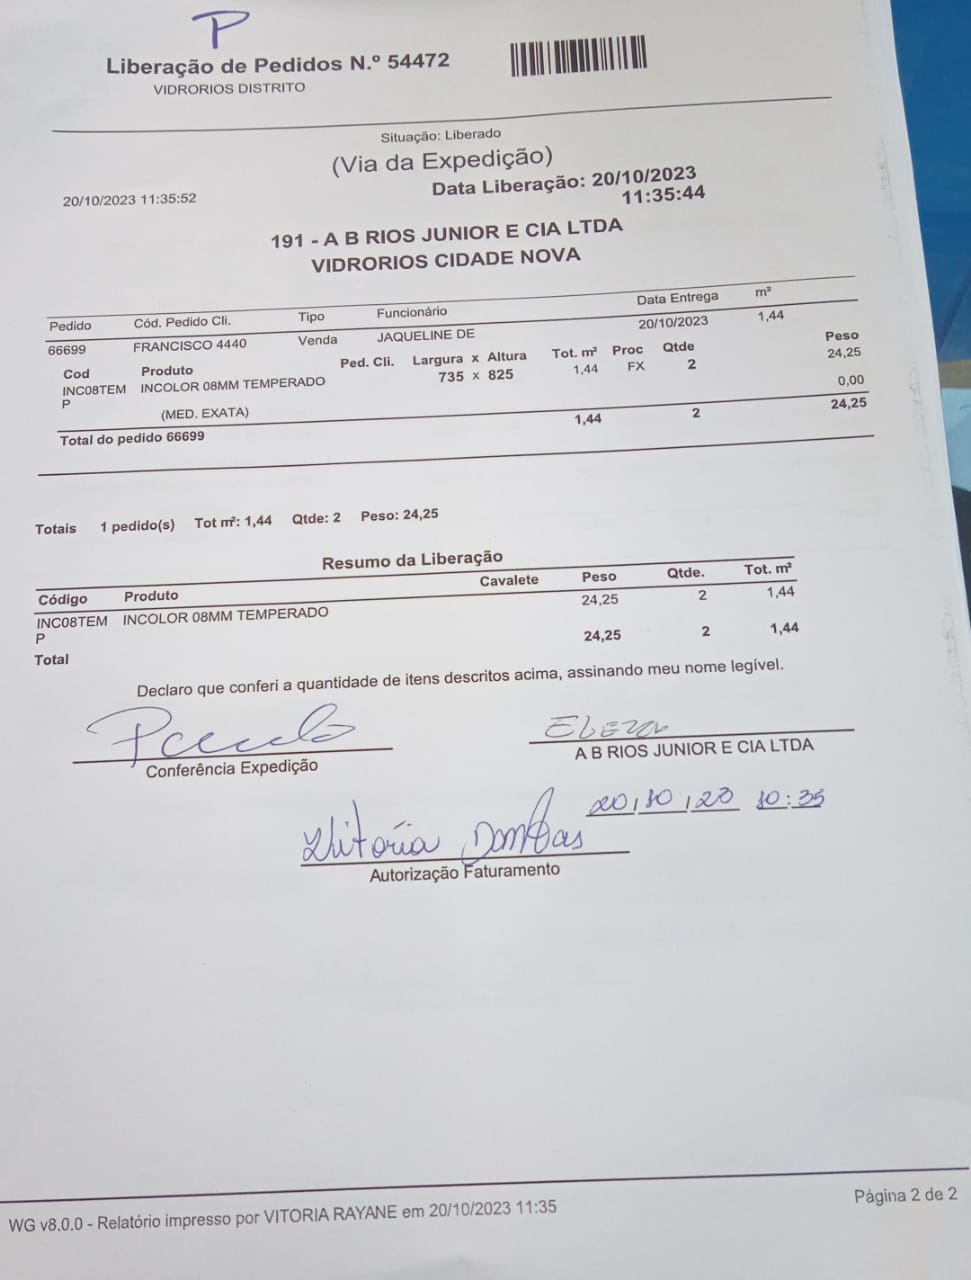 P
Liberação de Pedidos N.º 54472
VIDRORIOS DISTRITO
Situação: Liberado
(Via da Expedição)
20/10/2023 11:35:52
Data Liberação: 20/10/2023
11:35:44
191 - A B RIOS JUNIOR E CIA LTDA
VIDRORIOS CIDADE NOVA
Pedido Cód. Pedido Cli. Tipo Funcionário Data Entrega m²
66699 FRANCISCO 4440 Venda JAQUELINE DE 20/10/2023 1,44
Cod Produto Ped. Cli. Largura x Altura Tot. m² Proc Qtde Peso
INC08TEM INCOLOR 08MM TEMPERADO 735 x 825 1,44 FX 2 24,25
P
(MED. EXATA) 0,00
Total do pedido 66699 1,44 2 24,25
Totais 1 pedido(s) Tot m²: 1,44 Qtde: 2 Peso: 24,25
Resumo da Liberação
Código Produto Cavalete Peso Qtde. Tot. m²
INC08TEM INCOLOR 08MM TEMPERADO 24,25 2 1,44
P
Total 24,25 2 1,44
Declaro que conferi a quantidade de itens descritos acima, assinando meu nome legível.
Conferência Expedição
A B RIOS JUNIOR E CIA LTDA
20/10/23 10:35
Vitória Dantas
Autorização Faturamento
WG v8.0.0 - Relatório impresso por VITORIA RAYANE em 20/10/2023 11:35
Página 2 de 2